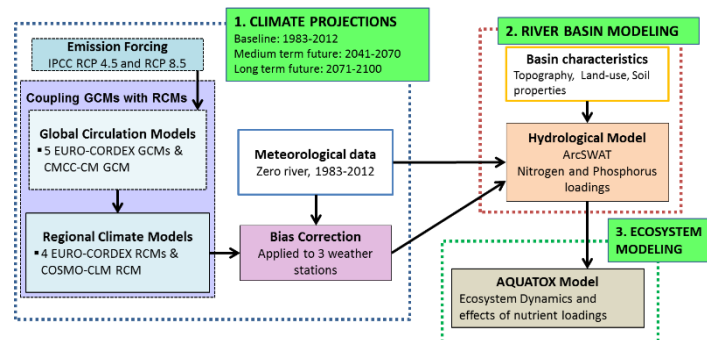 1. CLIMATE PROJECTIONS
Baseline: 1983-2012
Medium term future: 2041-2070
Long term future: 2071-2100
Emission Forcing
IPCC RCP 4.5 and RCP 8.5
Coupling GCMs with RCMs
Global Circulation Models
▪ 5 EURO-CORDEX GCMs &
CMCC-CM GCM
Regional Climate Models
▪ 4 EURO-CORDEX RCMs &
COSMO-CLM RCM
Meteorological data
Zero river, 1983-2012
Bias Correction
Applied to 3 weather
stations
2. RIVER BASIN MODELING
Basin characteristics
Topography, Land-use, Soil
properties
Hydrological Model
ArcSWAT
Nitrogen and Phosphorus
loadings
3. ECOSYSTEM
MODELING
AQUATOX Model
Ecosystem Dynamics and
effects of nutrient loadings